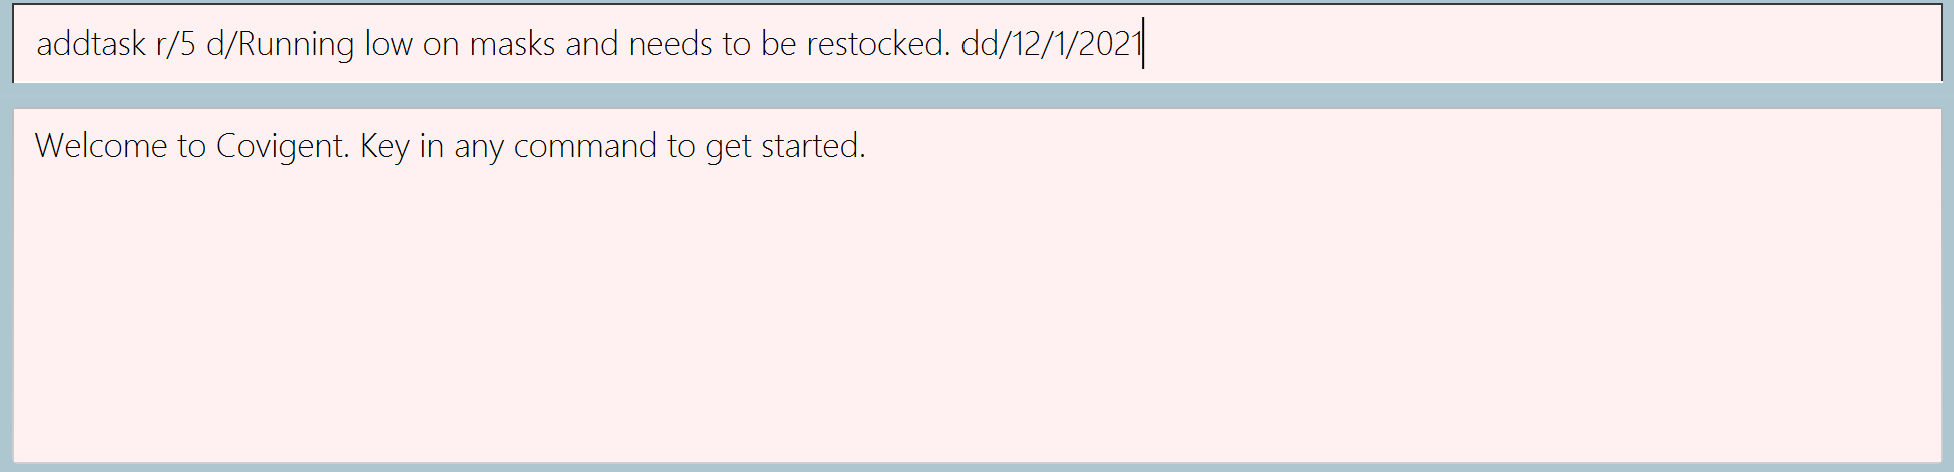 addtask r/5 d/Running low on masks and needs to be restocked. dd/12/1/2021
Welcome to Covigent. Key in any command to get started.